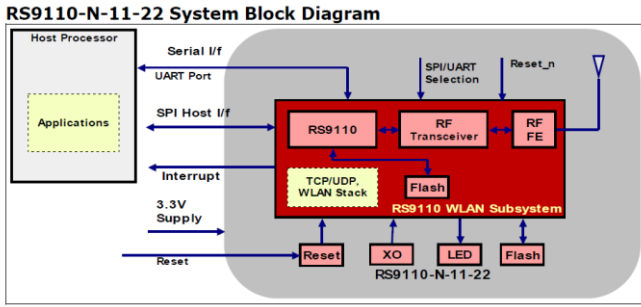 RS9110-N-11-22 System Block Diagram
Host Processor
Applications
Serial I/f
UART Port
SPI Host I/f
Interrupt
3.3V
Supply
Reset
SPI/UART
Selection
Reset_n
RS9110
RF
Transceiver
RF
FE
TCP/UDP,
WLAN Stack
Flash
RS9110 WLAN Subsystem
Reset
XO
LED
Flash
RS9110-N-11-22